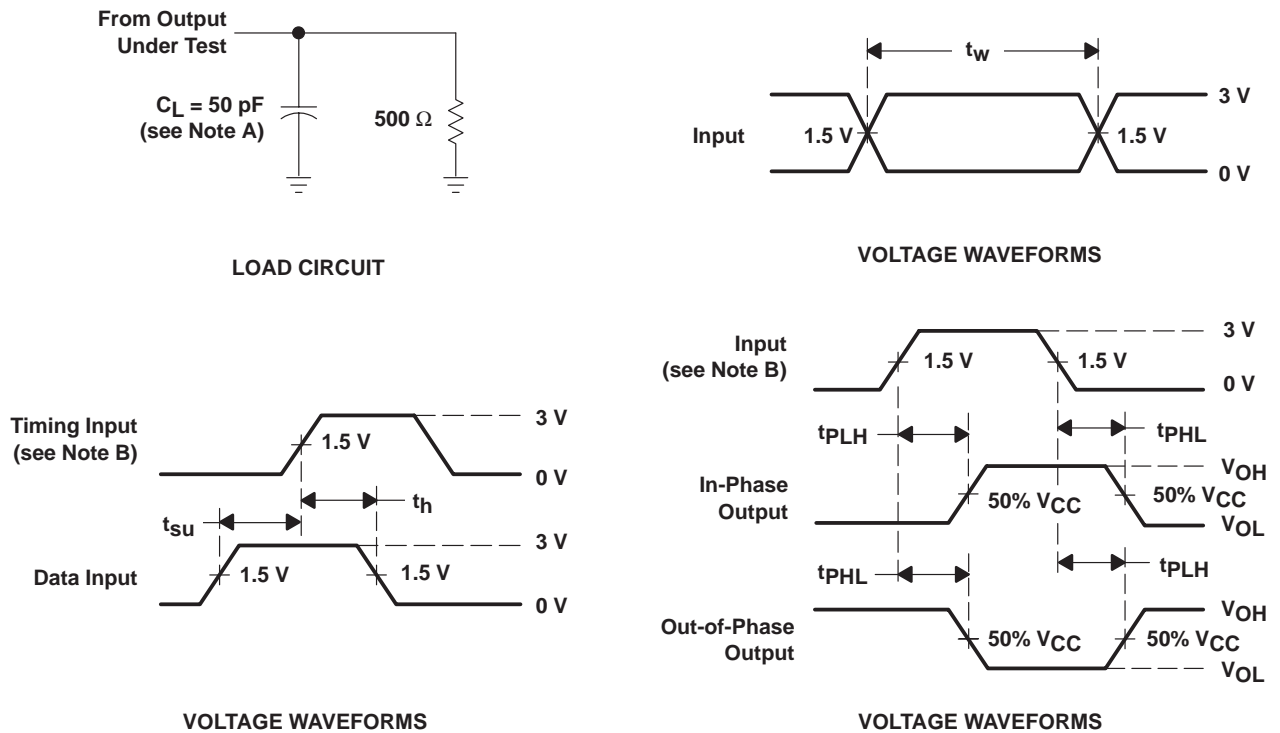 From Output
Under Test
CL = 50 pF
(see Note A)
500 Ω
LOAD CIRCUIT
tw
Input
1.5 V
1.5 V
3 V
0 V
VOLTAGE WAVEFORMS
Timing Input
(see Note B)
1.5 V
3 V
0 V
th
tsu
Data Input
1.5 V
1.5 V
3 V
0 V
VOLTAGE WAVEFORMS
Input
(see Note B)
1.5 V
1.5 V
3 V
0 V
tPLH
tPHL
In-Phase
Output
50% VCC
50% VCC
VOH
VOL
tPHL
tPLH
Out-of-Phase
Output
50% VCC
50% VCC
VOH
VOL
VOLTAGE WAVEFORMS